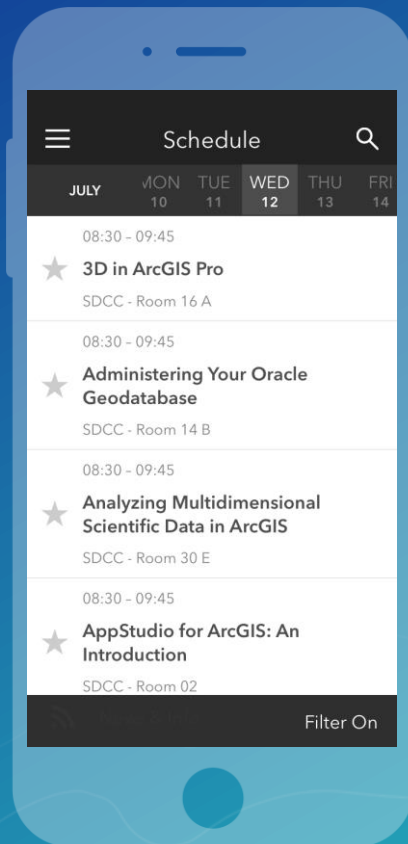 Schedule
JULY MON TUE WED THU FRI
10 11 12 13 14
08:30 – 09:45
3D in ArcGIS Pro
SDCC - Room 16 A
08:30 – 09:45
Administering Your Oracle
Geodatabase
SDCC - Room 14 B
08:30 – 09:45
Analyzing Multidimensional
Scientific Data in ArcGIS
SDCC - Room 30 E
08:30 – 09:45
AppStudio for ArcGIS: An
Introduction
SDCC - Room 02
Filter On